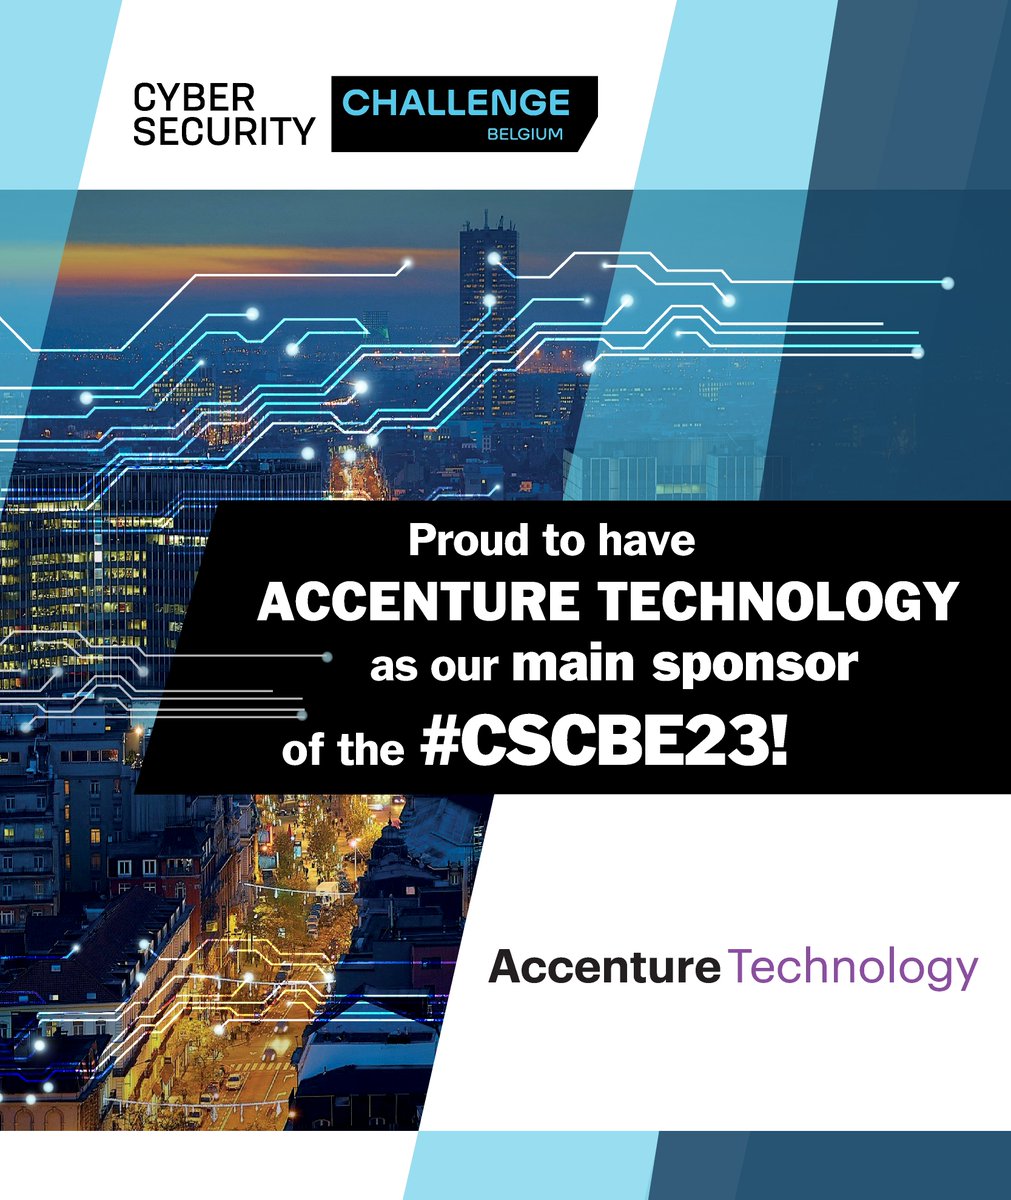 CYBER
SECURITY
CHALLENGE
BELGIUM
Proud to have
ACCENTURE TECHNOLOGY
as our main sponsor
of the #CSCBE23!
Accenture Technology